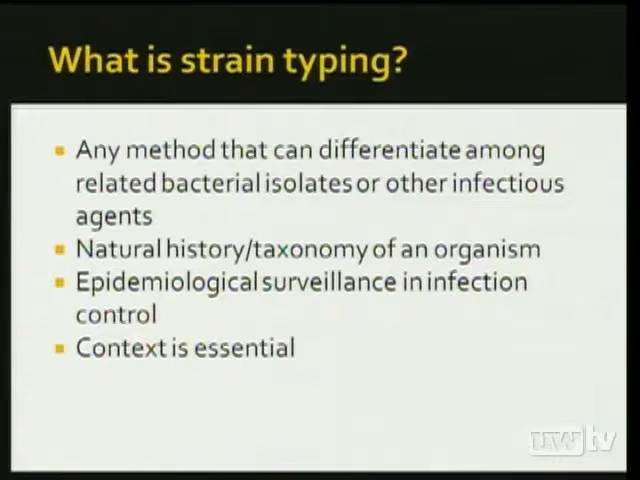 What is strain typing?
Any method that can differentiate among
related bacterial isolates or other infectious
agents
Natural history/taxonomy of an organism
Epidemiological surveillance in infection
control
Context is essential
uwtv